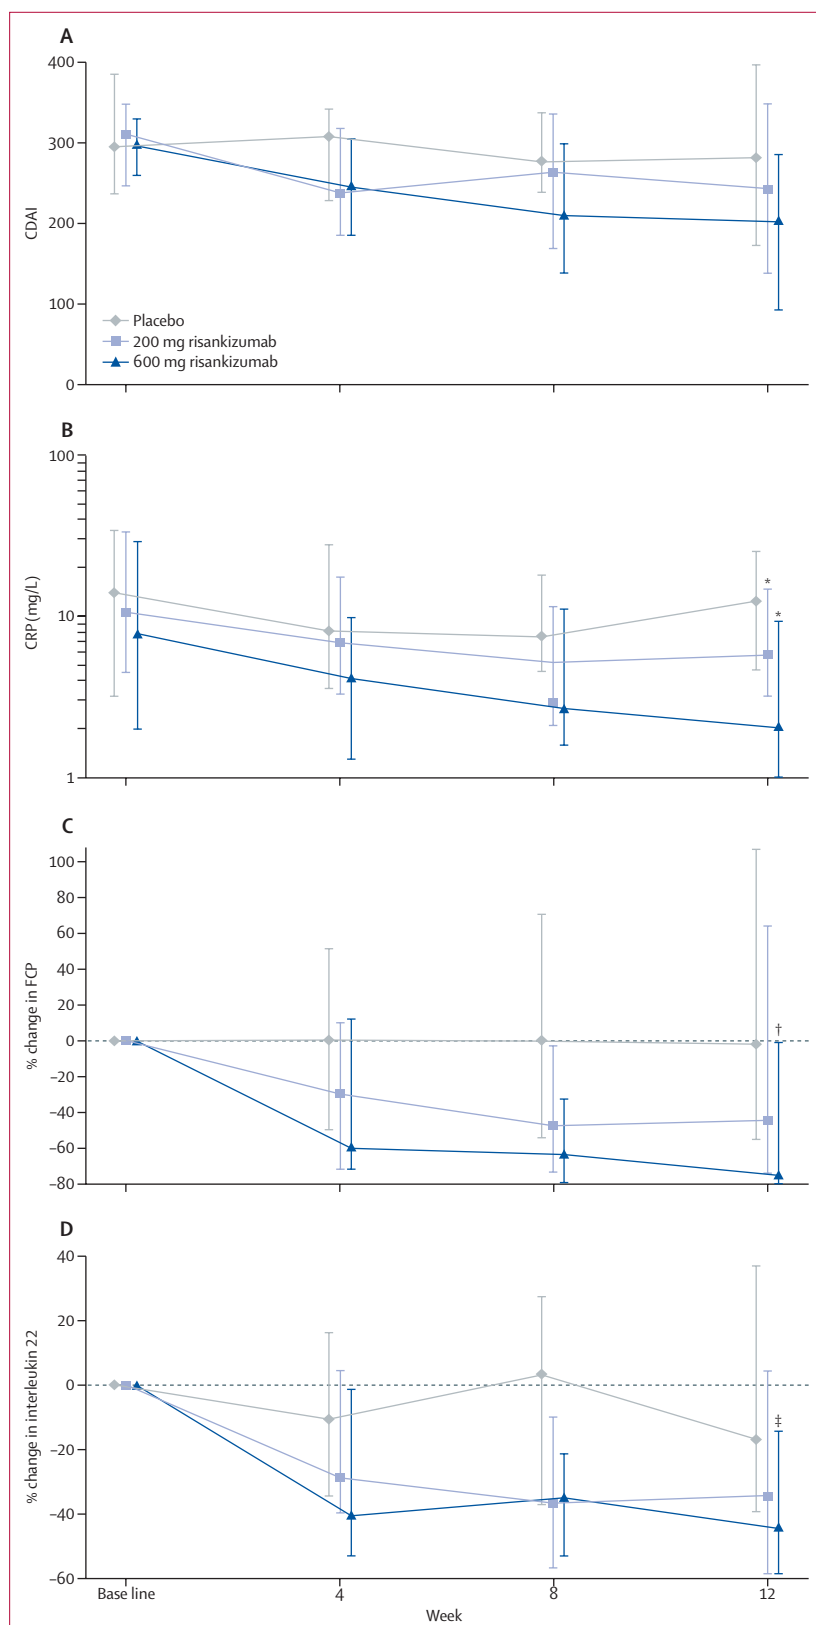 A
400
300
200
100
0
CDAI
Placebo
200 mg risankizumab
600 mg risankizumab
B
100
10
1
CRP (mg/L)
*
*
C
100
80
60
40
20
0
–20
–40
–60
–80
% change in FCP
†
D
40
20
0
–20
–40
–60
% change in interleukin 22
‡
Base line
4
8
12
Week